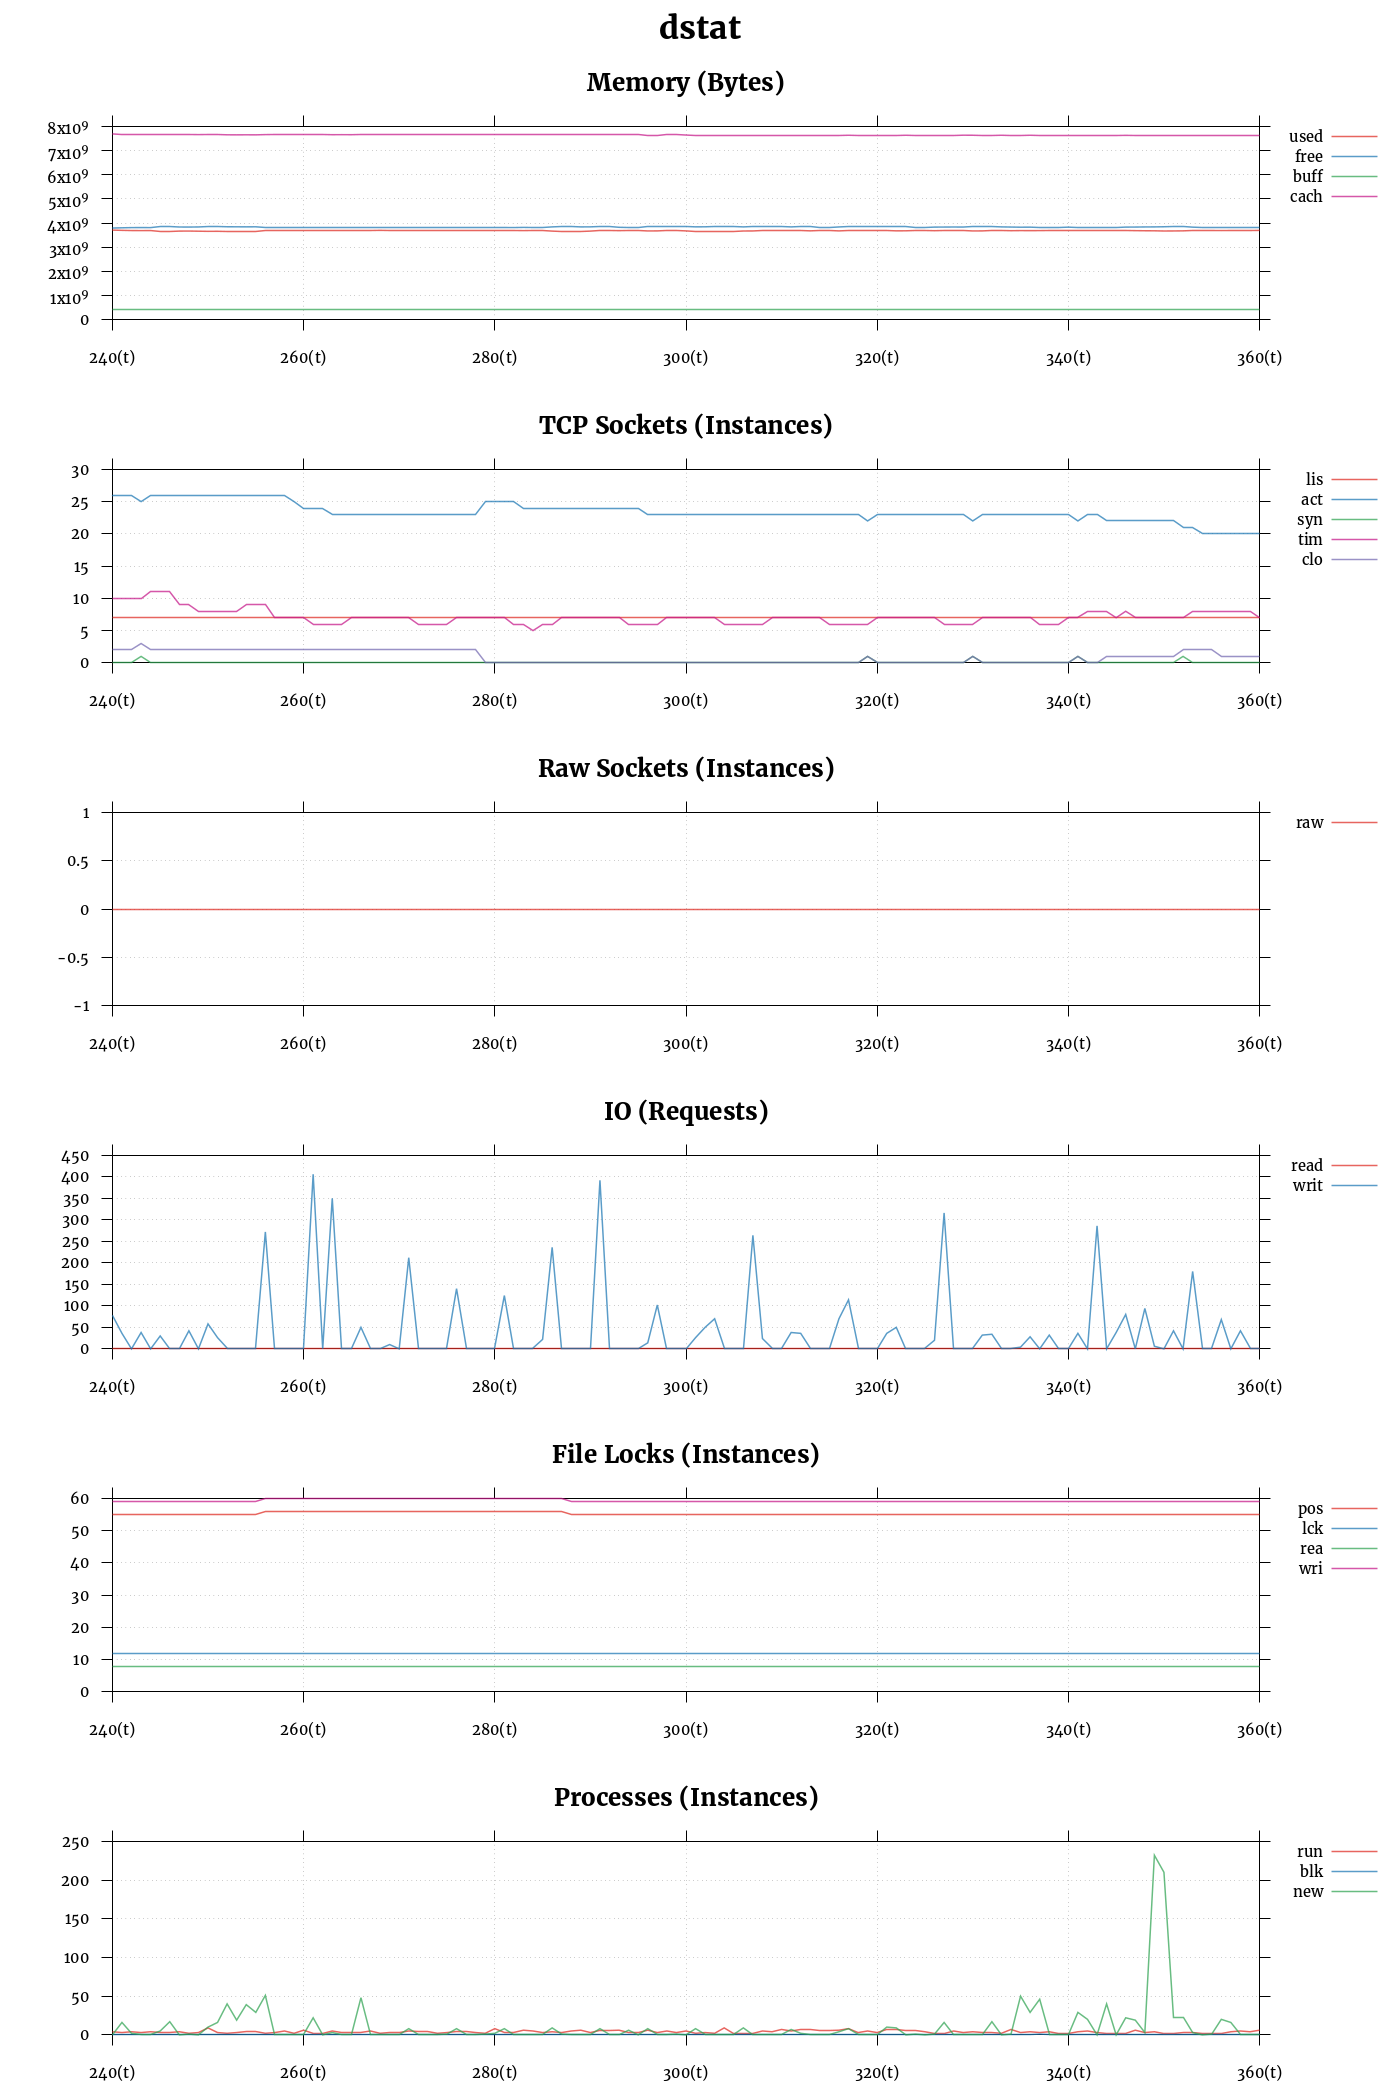 dstat
Memory (Bytes)
8x10⁹
7x10⁹
6x10⁹
5x10⁹
4x10⁹
3x10⁹
2x10⁹
1x10⁹
0
240(t) 260(t) 280(t) 300(t) 320(t) 340(t) 360(t)
used
free
buff
cach
TCP Sockets (Instances)
30
25
20
15
10
5
0
240(t) 260(t) 280(t) 300(t) 320(t) 340(t) 360(t)
lis
act
syn
tim
clo
Raw Sockets (Instances)
1
0.5
0
-0.5
-1
240(t) 260(t) 280(t) 300(t) 320(t) 340(t) 360(t)
raw
IO (Requests)
450
400
350
300
250
200
150
100
50
0
240(t) 260(t) 280(t) 300(t) 320(t) 340(t) 360(t)
read
writ
File Locks (Instances)
60
50
40
30
20
10
0
240(t) 260(t) 280(t) 300(t) 320(t) 340(t) 360(t)
pos
lck
rea
wri
Processes (Instances)
250
200
150
100
50
0
240(t) 260(t) 280(t) 300(t) 320(t) 340(t) 360(t)
run
blk
new